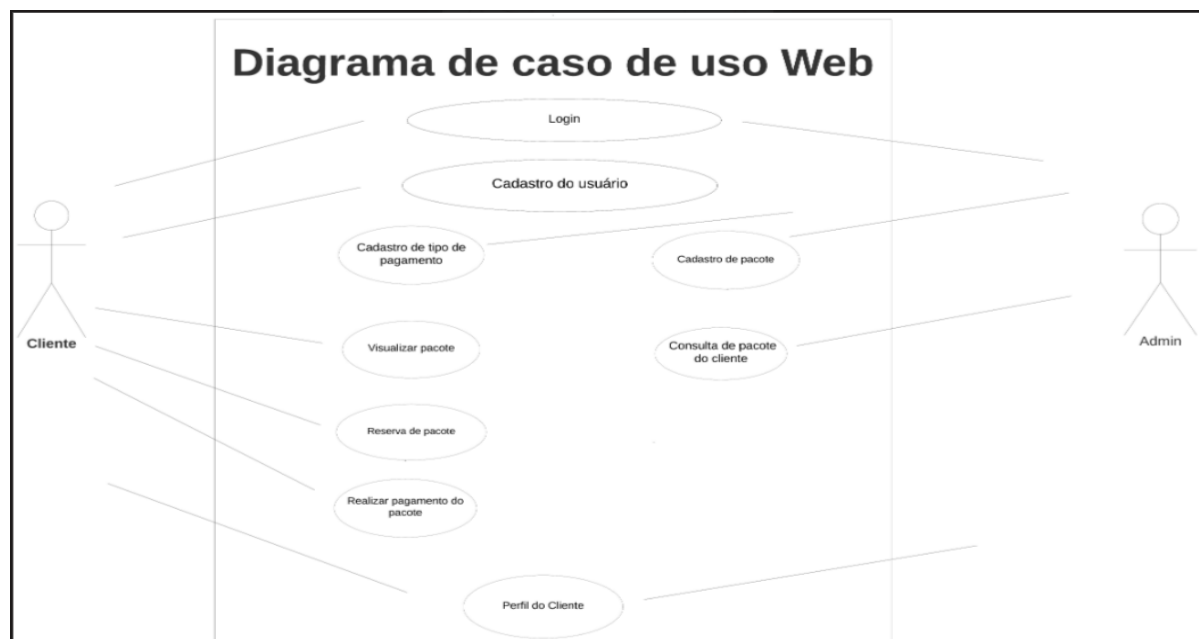 Diagrama de caso de uso Web
Login
Cadastro do usuário
Cadastro de tipo de
pagamento
Cadastro de pacote
Cliente
Visualizar pacote
Consulta de pacote
do cliente
Admin
Reserva de pacote
Realizar pagamento do
pacote
Perfil do Cliente